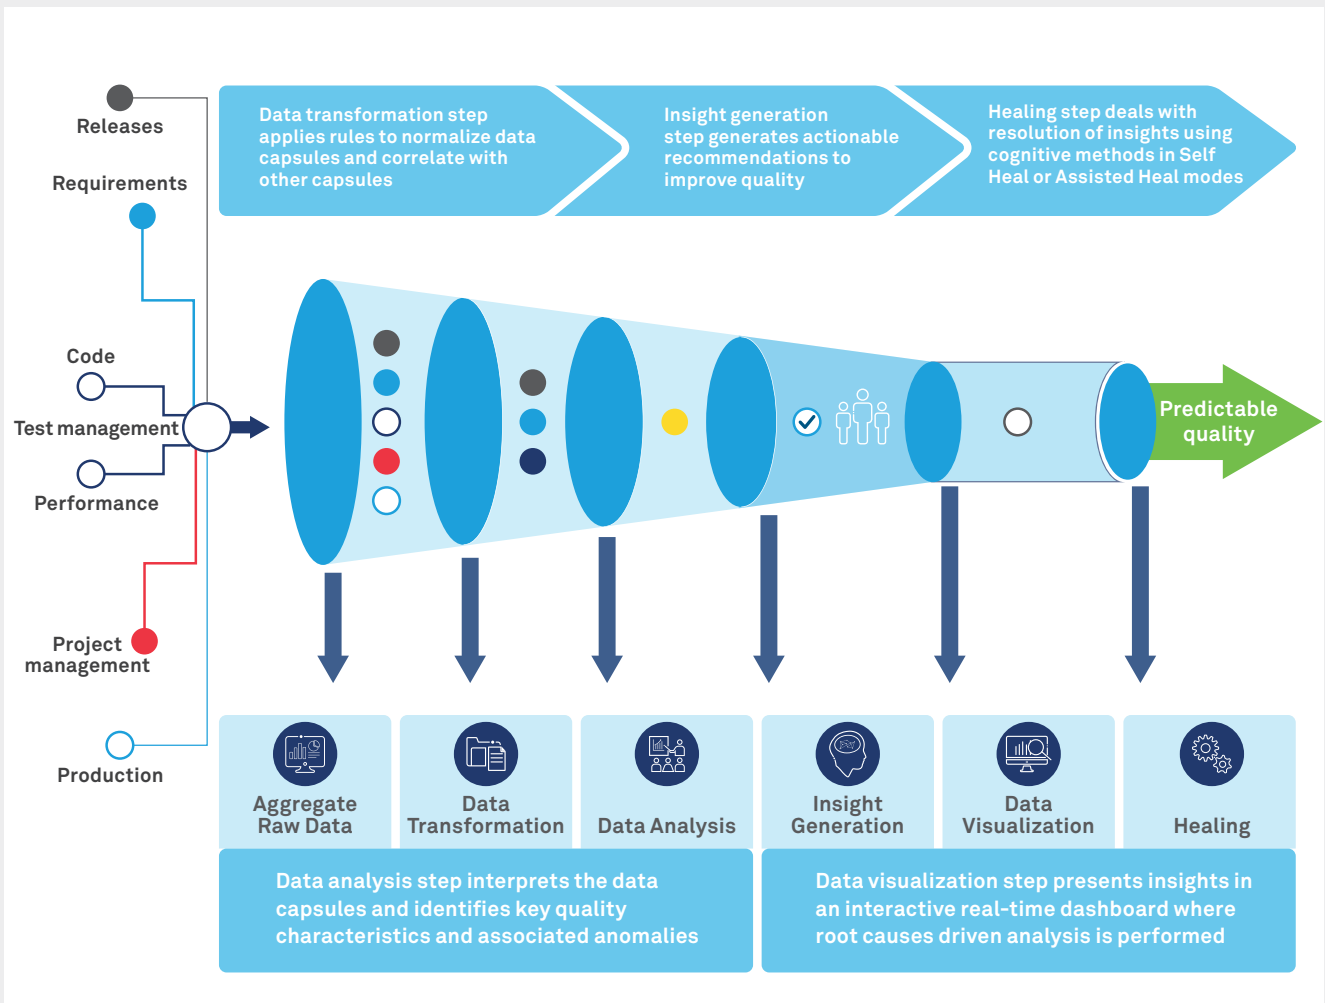 Releases
Requirements
Code
Test management
Performance
Project
management
Production
Data transformation step
applies rules to normalize data
capsules and correlate with
other capsules
Insight generation
step generates actionable
recommendations to
improve quality
Healing step deals with
resolution of insights using
cognitive methods in Self
Heal or Assisted Heal modes
Predictable
quality
Aggregate
Raw Data
Data
Transformation
Data Analysis
Insight
Generation
Data
Visualization
Healing
Data analysis step interprets the data
capsules and identifies key quality
characteristics and associated anomalies
Data visualization step presents insights in
an interactive real-time dashboard where
root causes driven analysis is performed